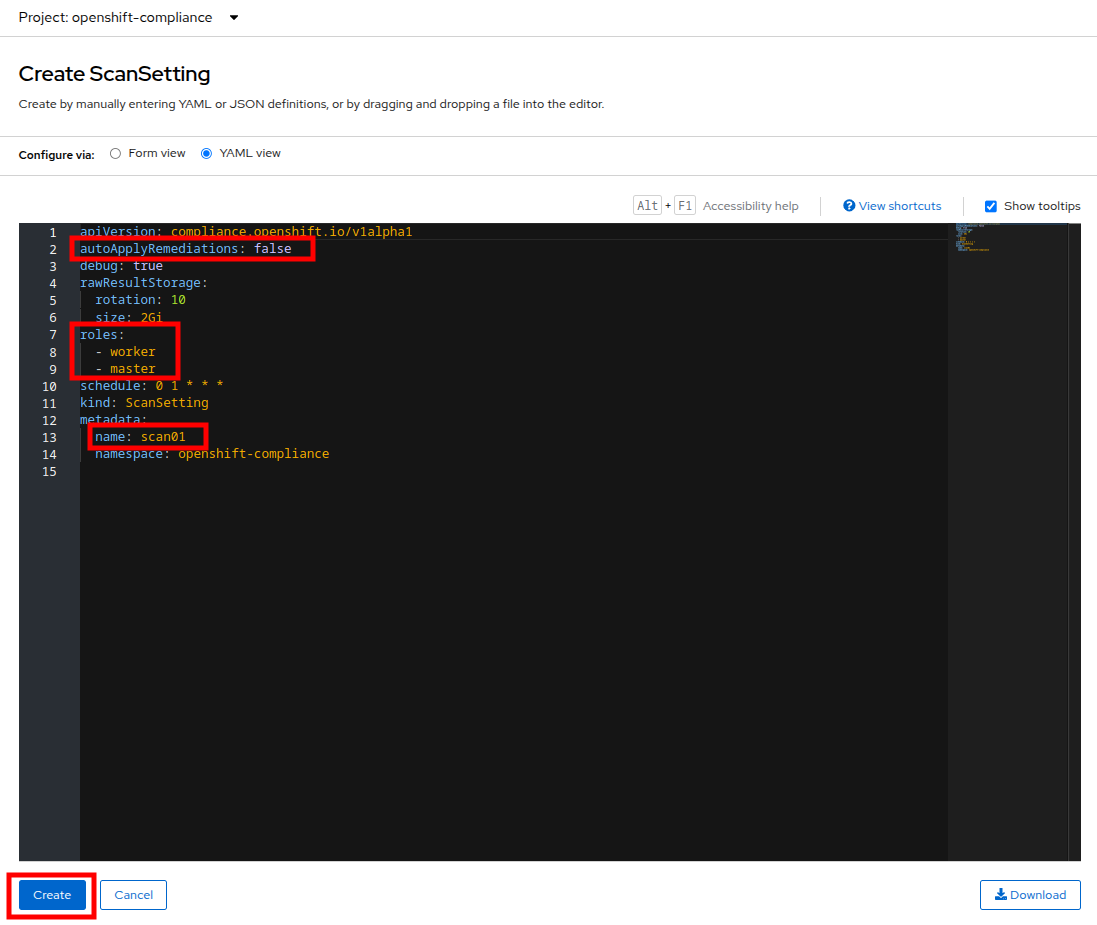 Project: openshift-compliance
Create ScanSetting
Create by manually entering YAML or JSON definitions, or by dragging and dropping a file into the editor.
Configure via: Form view YAML view
Alt + F1 Accessibility help View shortcuts Show tooltips
1 apiVersion: compliance.openshift.io/v1alpha1
2 autoApplyRemediations: false
3 debug: true
4 rawResultStorage:
5   rotation: 10
6   size: 2Gi
7 roles:
8   - worker
9   - master
10 schedule: 0 1 * * *
11 kind: ScanSetting
12 metadata:
13   name: scan01
14   namespace: openshift-compliance
15
Create Cancel Download